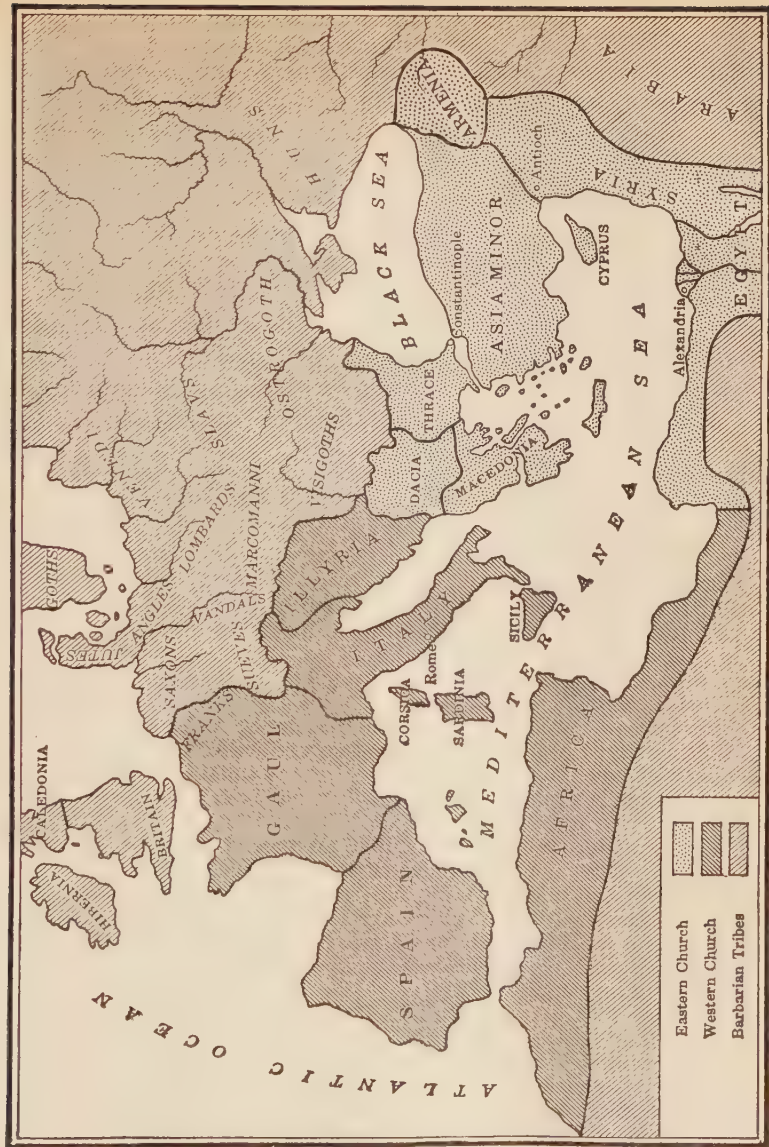 CALEDONIA
HIBERNIA
BRITAIN
GOTHS
JUTES
ANGLES
SAXONS
LOMBARDS
VENDI
SLAVS
HUNS
VANDALS
SUEVES
MARCOMANNI
OSTROGOTH
VISIGOTHS
FRANKS
GAUL
SPAIN
ATLANTIC OCEAN
ITALY
Rome
CORSICA
SARDINIA
SICILY
ILLYRIA
DACIA
THRACE
MACEDONIA
Constantinople
BLACK SEA
ASIA MINOR
ARMENIA
Antioch
SYRIA
ARABIA
CYPRUS
MEDITERRANEAN SEA
Alexandria
EGYPT
AFRICA
Eastern Church
Western Church
Barbarian Tribes